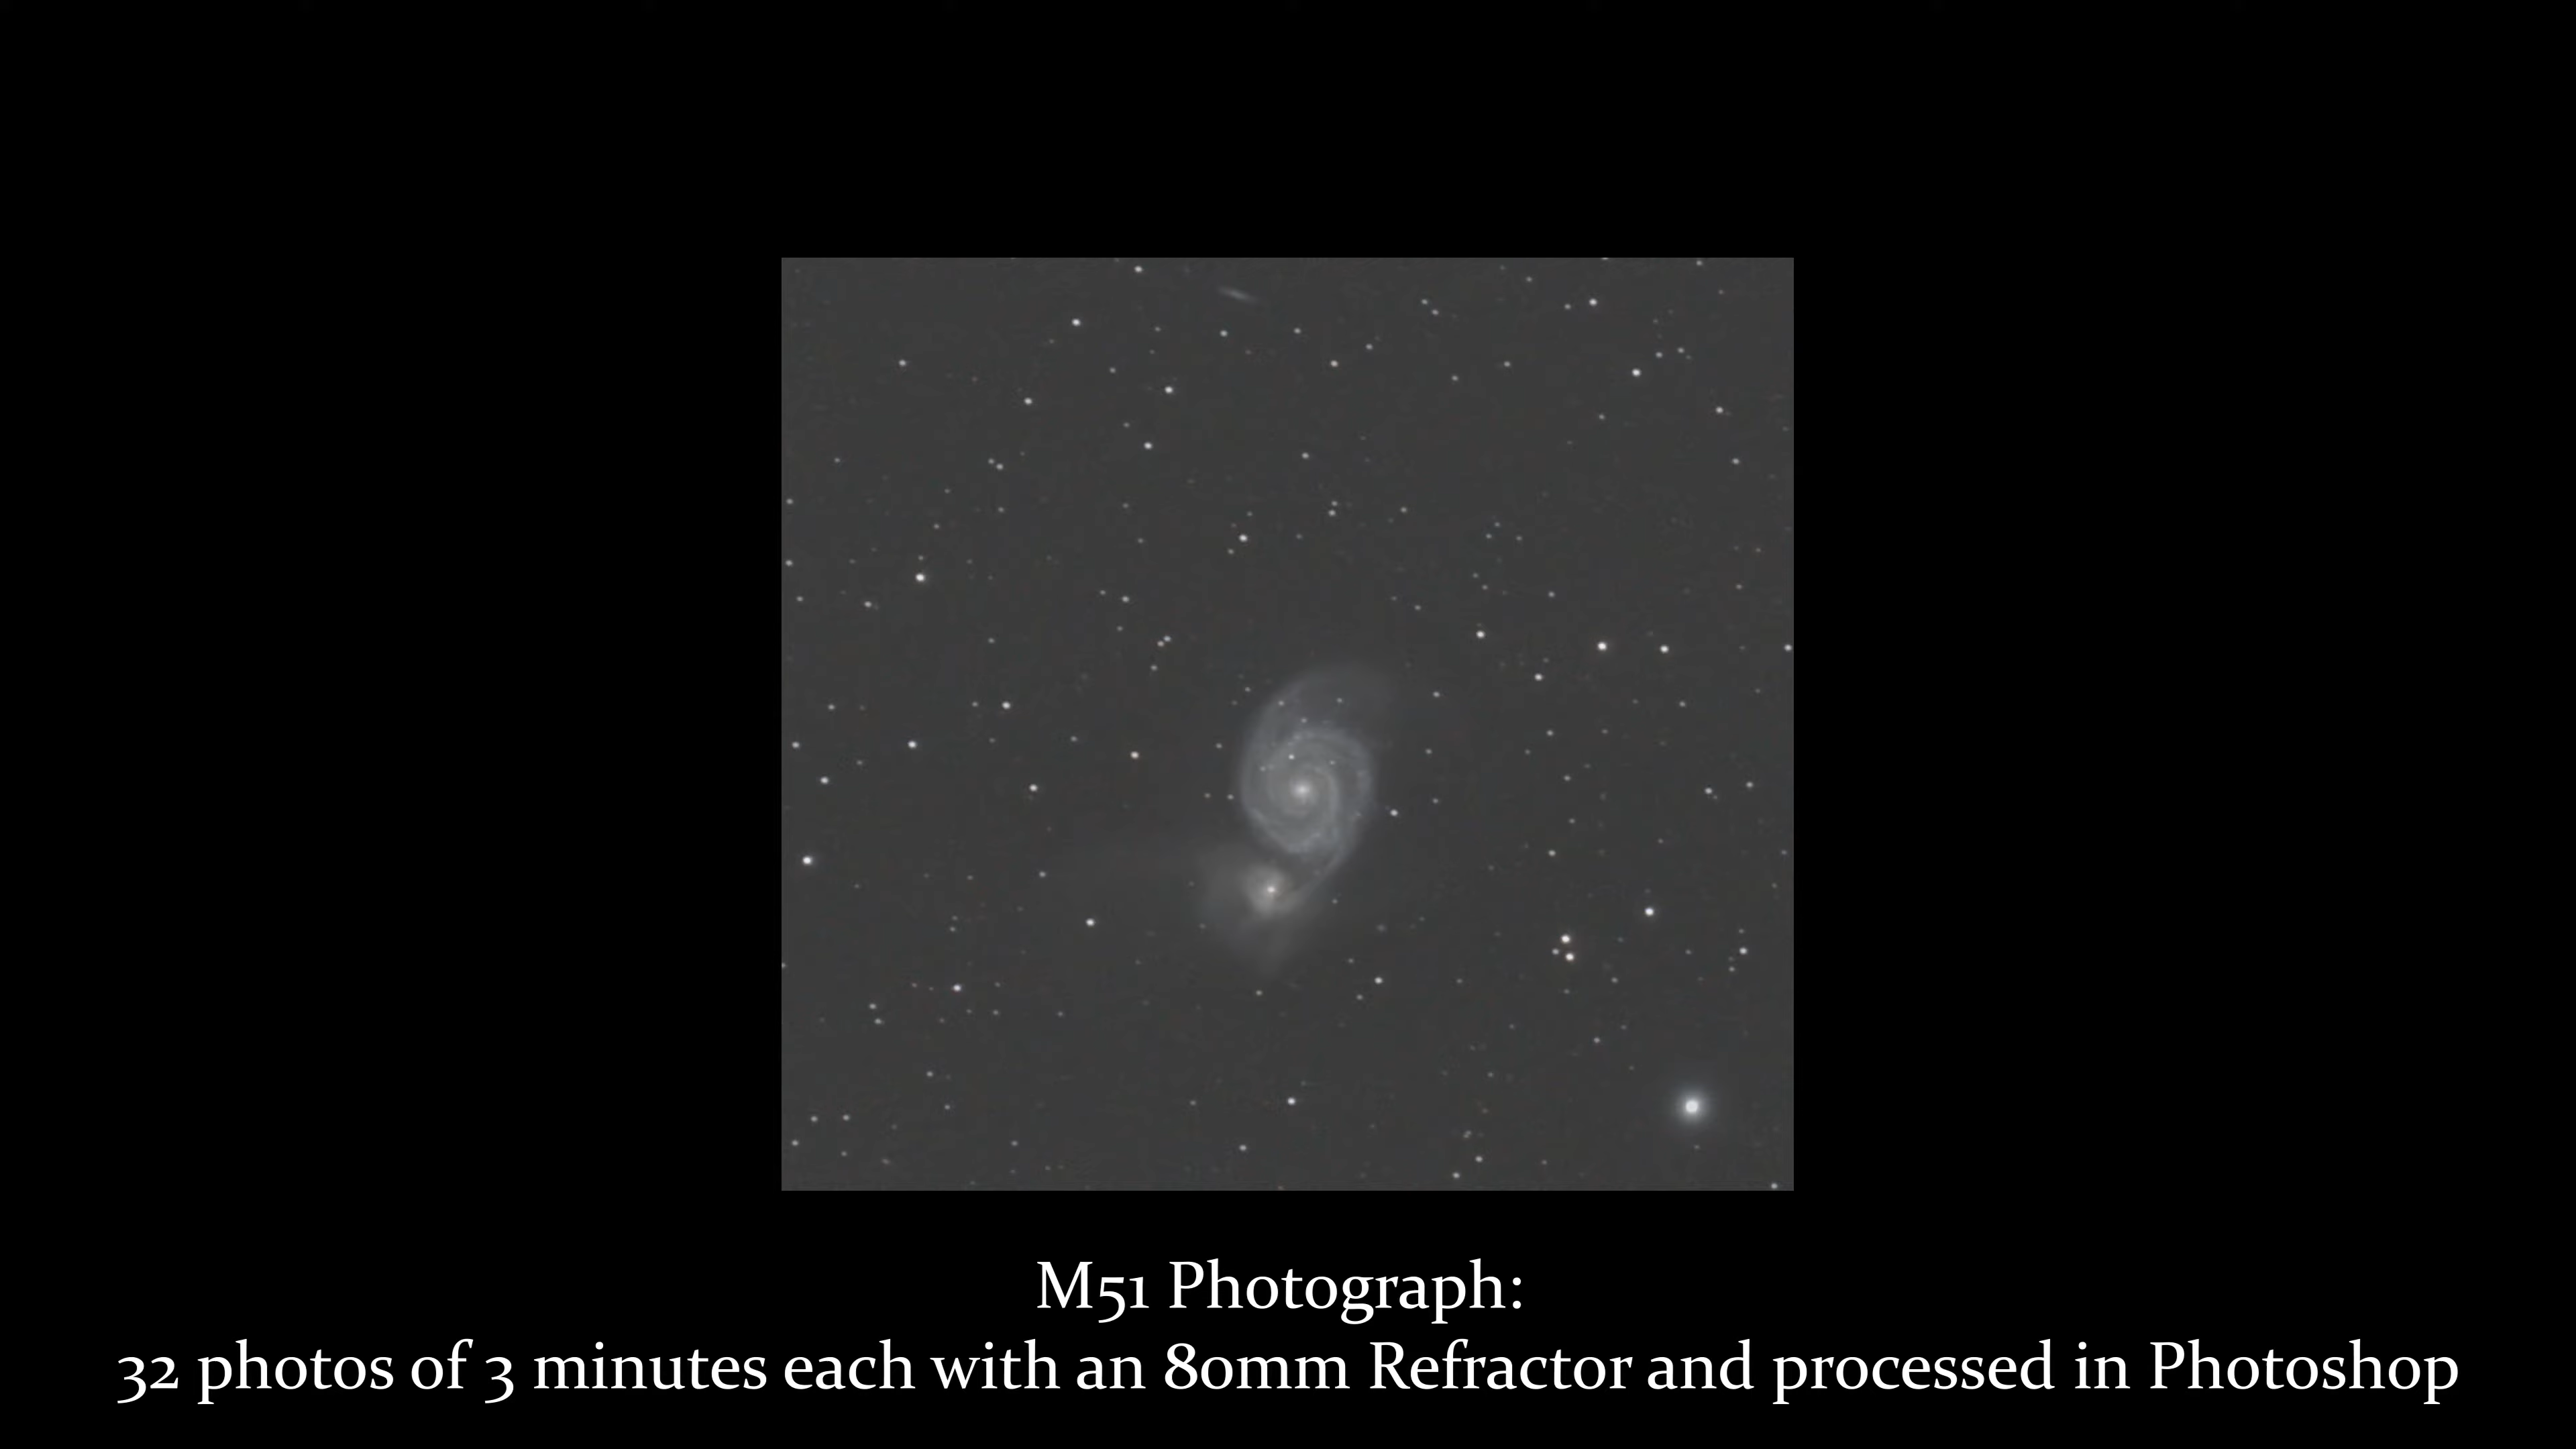 M51 Photograph:
32 photos of 3 minutes each with an 80mm Refractor and processed in Photoshop